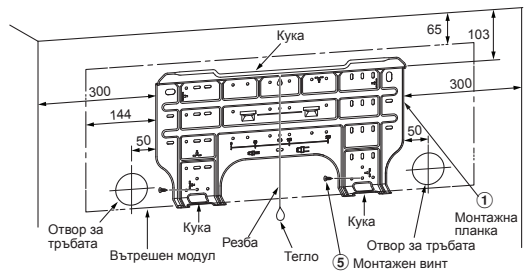 Кука
65
103
300
300
144
50
50
Отвор за
тръбата
Кука
Вътрешен модул
Резба
Тегло
Кука
⑤ Монтажен винт
Отвор за
тръбата
①
Монтажна
планка